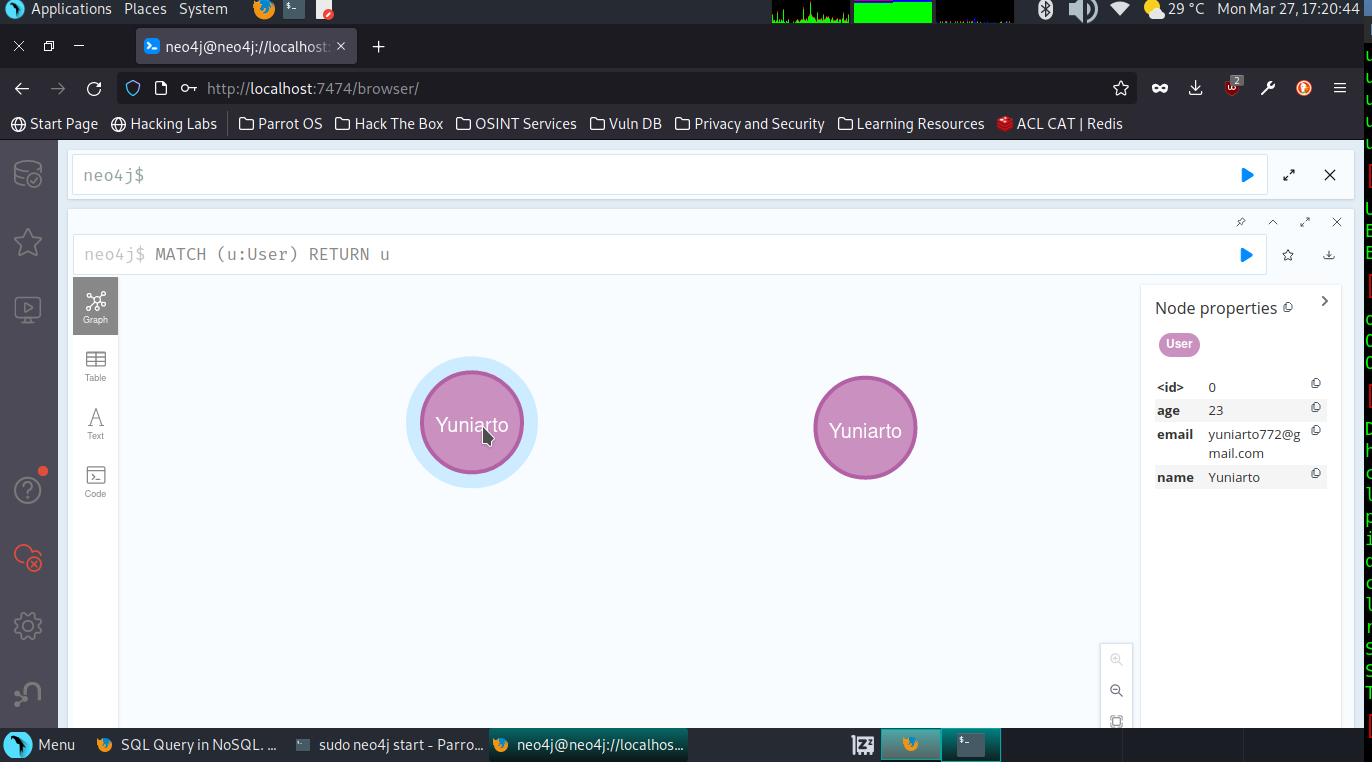 Applications Places System
29 °C Mon Mar 27, 17:20:44
neo4j@neo4j://localhost:
http://localhost:7474/browser/
2
Start Page Hacking Labs Parrot OS Hack The Box OSINT Services Vuln DB Privacy and Security Learning Resources ACL CAT | Redis
neo4j$
neo4j$ MATCH (u:User) RETURN u
Graph
Table
Text
Code
Yuniarto
Yuniarto
Node properties
User
<id> 0
age 23
email yuniarto772@g
mail.com
name Yuniarto
Menu SQL Query in NoSQL. ... sudo neo4j start - Parro... neo4j@neo4j://localhos...